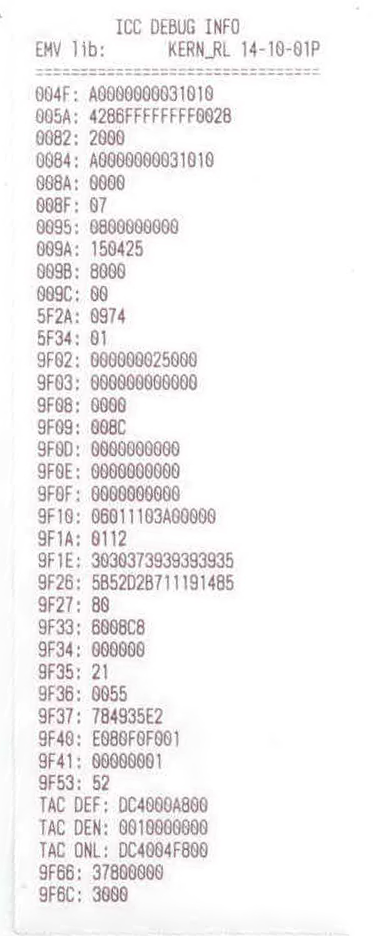 ICC DEBUG INFO
EMV lib: KERN_RL 14-10-01P
================================
004F: A0000000031010
005A: 4286FFFFFFFF0028
0082: 2000
0084: A0000000031010
008A: 0000
008F: 07
0095: 0800000000
009A: 150425
009B: 8000
009C: 00
5F2A: 0974
5F34: 01
9F02: 000000025000
9F03: 000000000000
9F08: 0000
9F09: 008C
9F0D: 0000000000
9F0E: 0000000000
9F0F: 0000000000
9F10: 06011103A00000
9F1A: 0112
9F1E: 3030373939393935
9F26: 5B52D2B711191485
9F27: 80
9F33: 6008C8
9F34: 000000
9F35: 21
9F36: 0055
9F37: 784935E2
9F40: E080F0F001
9F41: 00000001
9F53: 52
TAC DEF: DC4000A800
TAC DEN: 0010000000
TAC ONL: DC4004F800
9F66: 37800000
9F6C: 3000